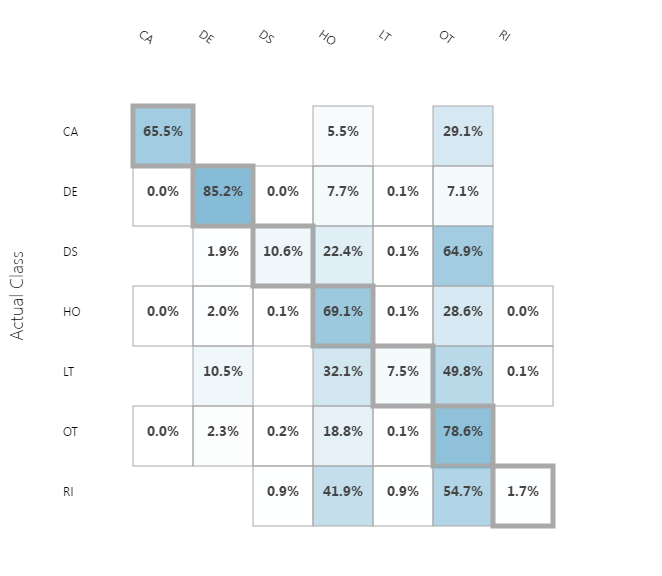 CA DE DS HO LT OT RI
CA 65.5% 5.5% 29.1%
DE 0.0% 85.2% 0.0% 7.7% 0.1% 7.1%
DS 1.9% 10.6% 22.4% 0.1% 64.9%
HO 0.0% 2.0% 0.1% 69.1% 0.1% 28.6% 0.0%
LT 10.5% 32.1% 7.5% 49.8% 0.1%
OT 0.0% 2.3% 0.2% 18.8% 0.1% 78.6%
RI 0.9% 41.9% 0.9% 54.7% 1.7%
Actual Class